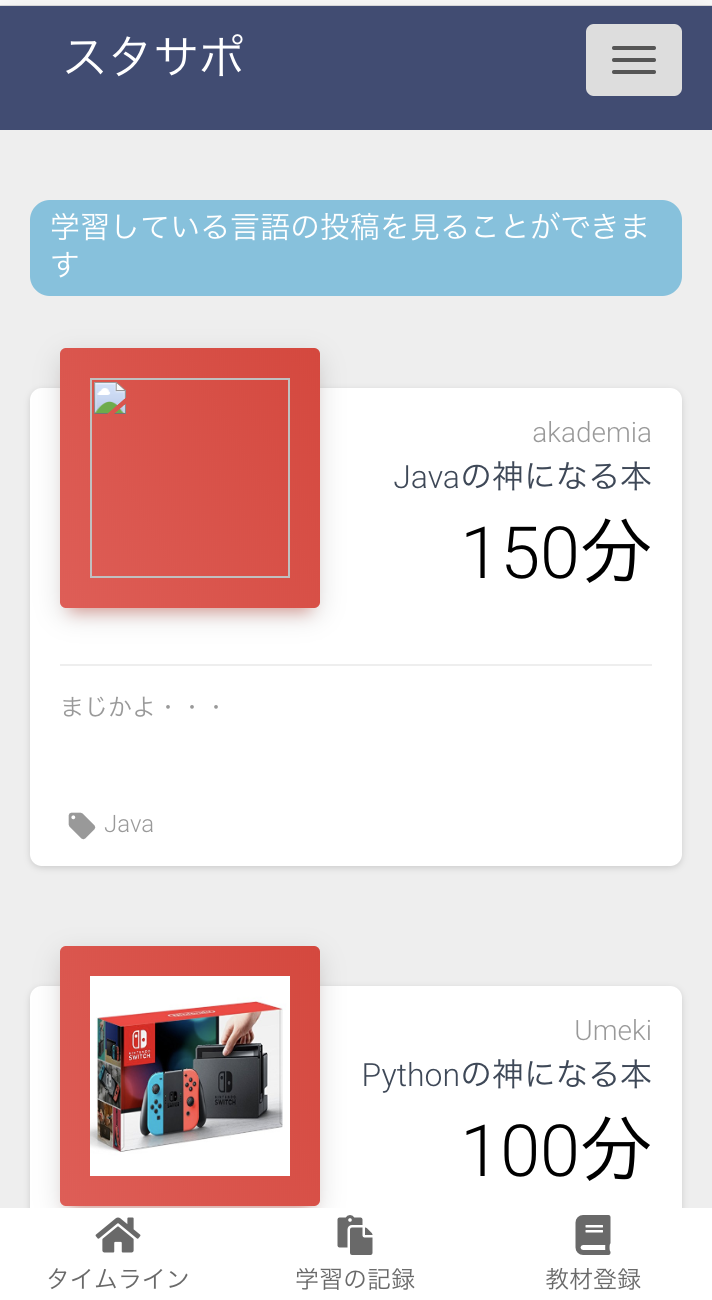 スタサポ
学習している言語の投稿を見ることができま
す
akademia
Javaの神になる本
150分
まじかよ・・・
Java
NINTENDO
SWITCH
Umeki
Pythonの神になる本
100分
タイムライン
学習の記録
教材登録